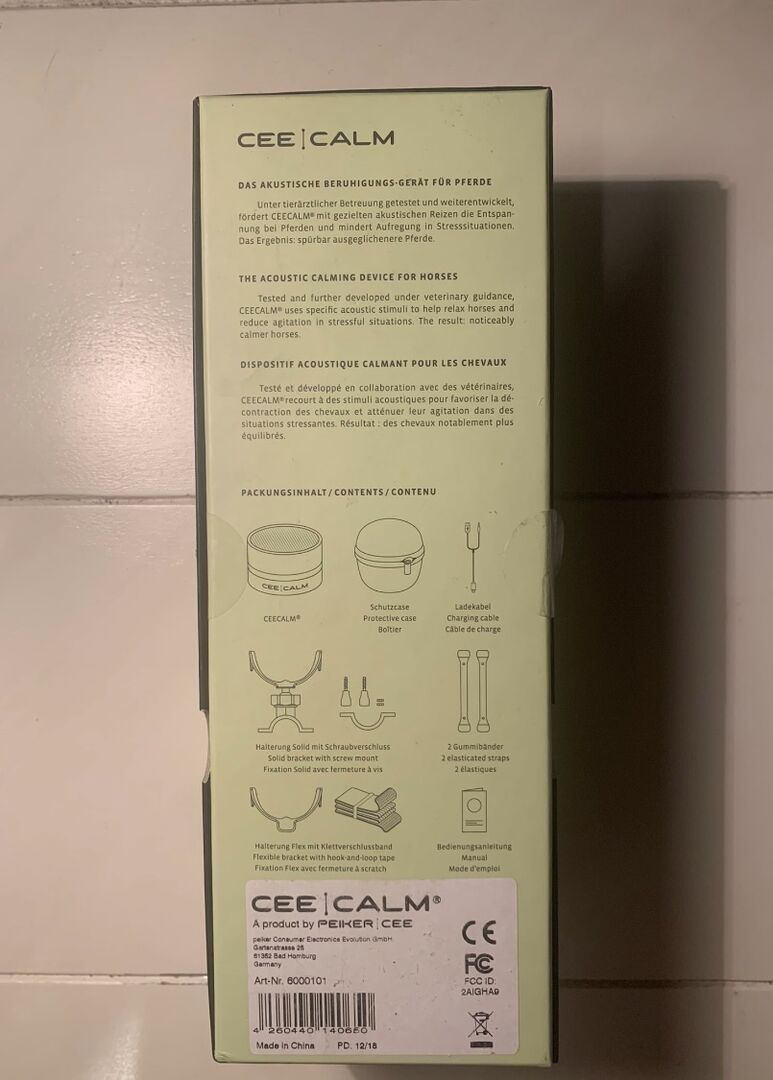 CEE CALM
DAS AKUSTISCHE BERUHIGUNGS-GERÄT FÜR PFERDE
Unter tierärztlicher Betreuung getestet und weiterentwickelt,
fördert CEECALM® mit gezielten akustischen Reizen die Entspan-
nung bei Pferden und mindert Aufregung in Stresssituationen.
Das Ergebnis: spürbar ausgeglichenere Pferde.
THE ACOUSTIC CALMING DEVICE FOR HORSES
Tested and further developed under veterinary guidance,
CEECALM® uses specific acoustic stimuli to help relax horses and
reduce agitation in stressful situations. The result: noticeably
calmer horses.
DISPOSITIF ACOUSTIQUE CALMANT POUR LES CHEVAUX
Testé et développé en collaboration avec des vétérinaires,
CEECALM® recourt à des stimuli acoustiques pour favoriser la dé-
contraction des chevaux et atténuer leur agitation dans des
situations stressantes. Résultat : des chevaux notablement plus
équilibrés.
PACKUNGSINHALT / CONTENTS / CONTENU
CEE CALM
CEECALM®
Schutzcase
Protective case
Boîtier
Ladekabel
Charging cable
Câble de charge
Halterung Solid mit Schraubverschluss
Solid bracket with screw mount
Fixation Solid avec fermeture à vis
2 Gummibänder
2 elasticated straps
2 élastiques
Halterung Flex mit Klettverschlussband
Flexible bracket with hook-and-loop tape
Fixation Flex avec fermeture à scratch
Bedienungsanleitung
Manual
Mode d'emploi
CEE CALM®
A product by PEIKER CEE
peiker Consumer Electronics Evolution GmbH
Gartenstrasse 25
61352 Bad Homburg
Germany
Art-Nr. 6000101
4 260440 140650
Made in China PD. 12/18
CE
FC
FCC ID:
2AIGHA9